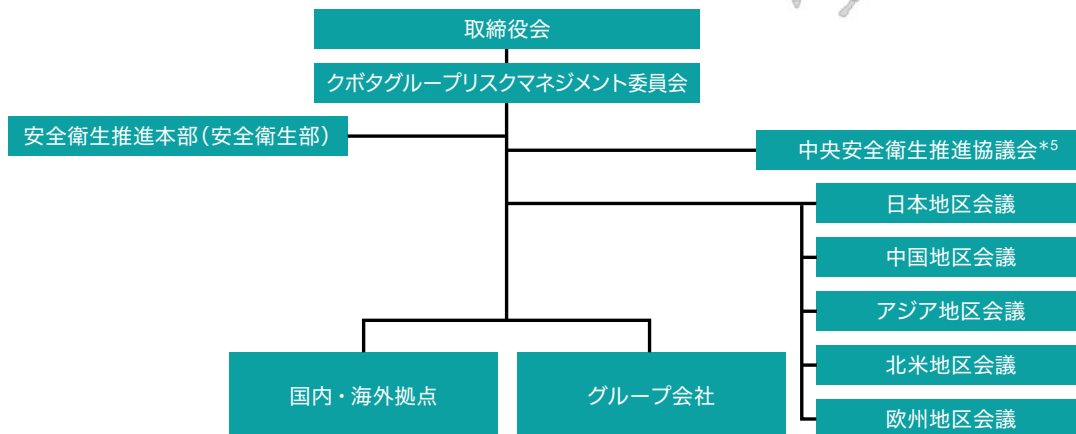 取締役会
クボタグループリスクマネジメント委員会
安全衛生推進本部(安全衛生部)
中央安全衛生推進協議会*5
日本地区会議
中国地区会議
アジア地区会議
北米地区会議
欧州地区会議
国内・海外拠点
グループ会社